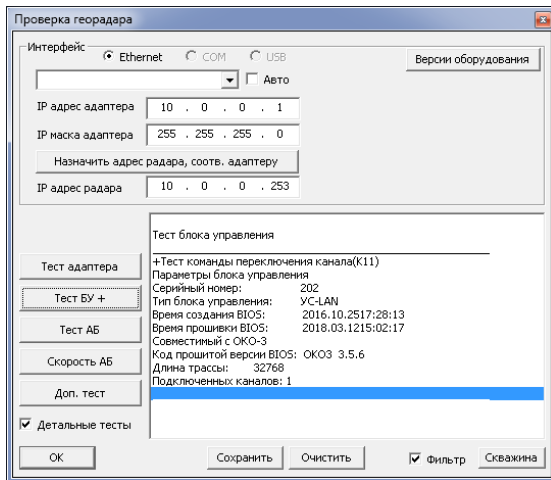 Проверка георадара
Интерфейс
Ethernet COM USB
Версии оборудования
Авто
IP адрес адаптера 10 . 0 . 0 . 1
IP маска адаптера 255 . 255 . 255 . 0
Назначить адрес радара, соотв. адаптеру
IP адрес радара 10 . 0 . 0 . 253
Тест адаптера
Тест БУ +
Тест АБ
Скорость АБ
Доп. тест
Детальные тесты
Тест блока управления
+Тест команды переключения канала(К11)
Параметры блока управления
Серийный номер: 202
Тип блока управления: УС-LAN
Время создания BIOS: 2016.10.2517:28:13
Время прошивки BIOS: 2018.03.1215:02:17
Совместимый с ОКО-3
Код прошитой версии BIOS: ОКО3 3.5.6
Длина трассы: 32768
Подключенных каналов: 1
OK
Сохранить
Очистить
Фильтр
Скважина